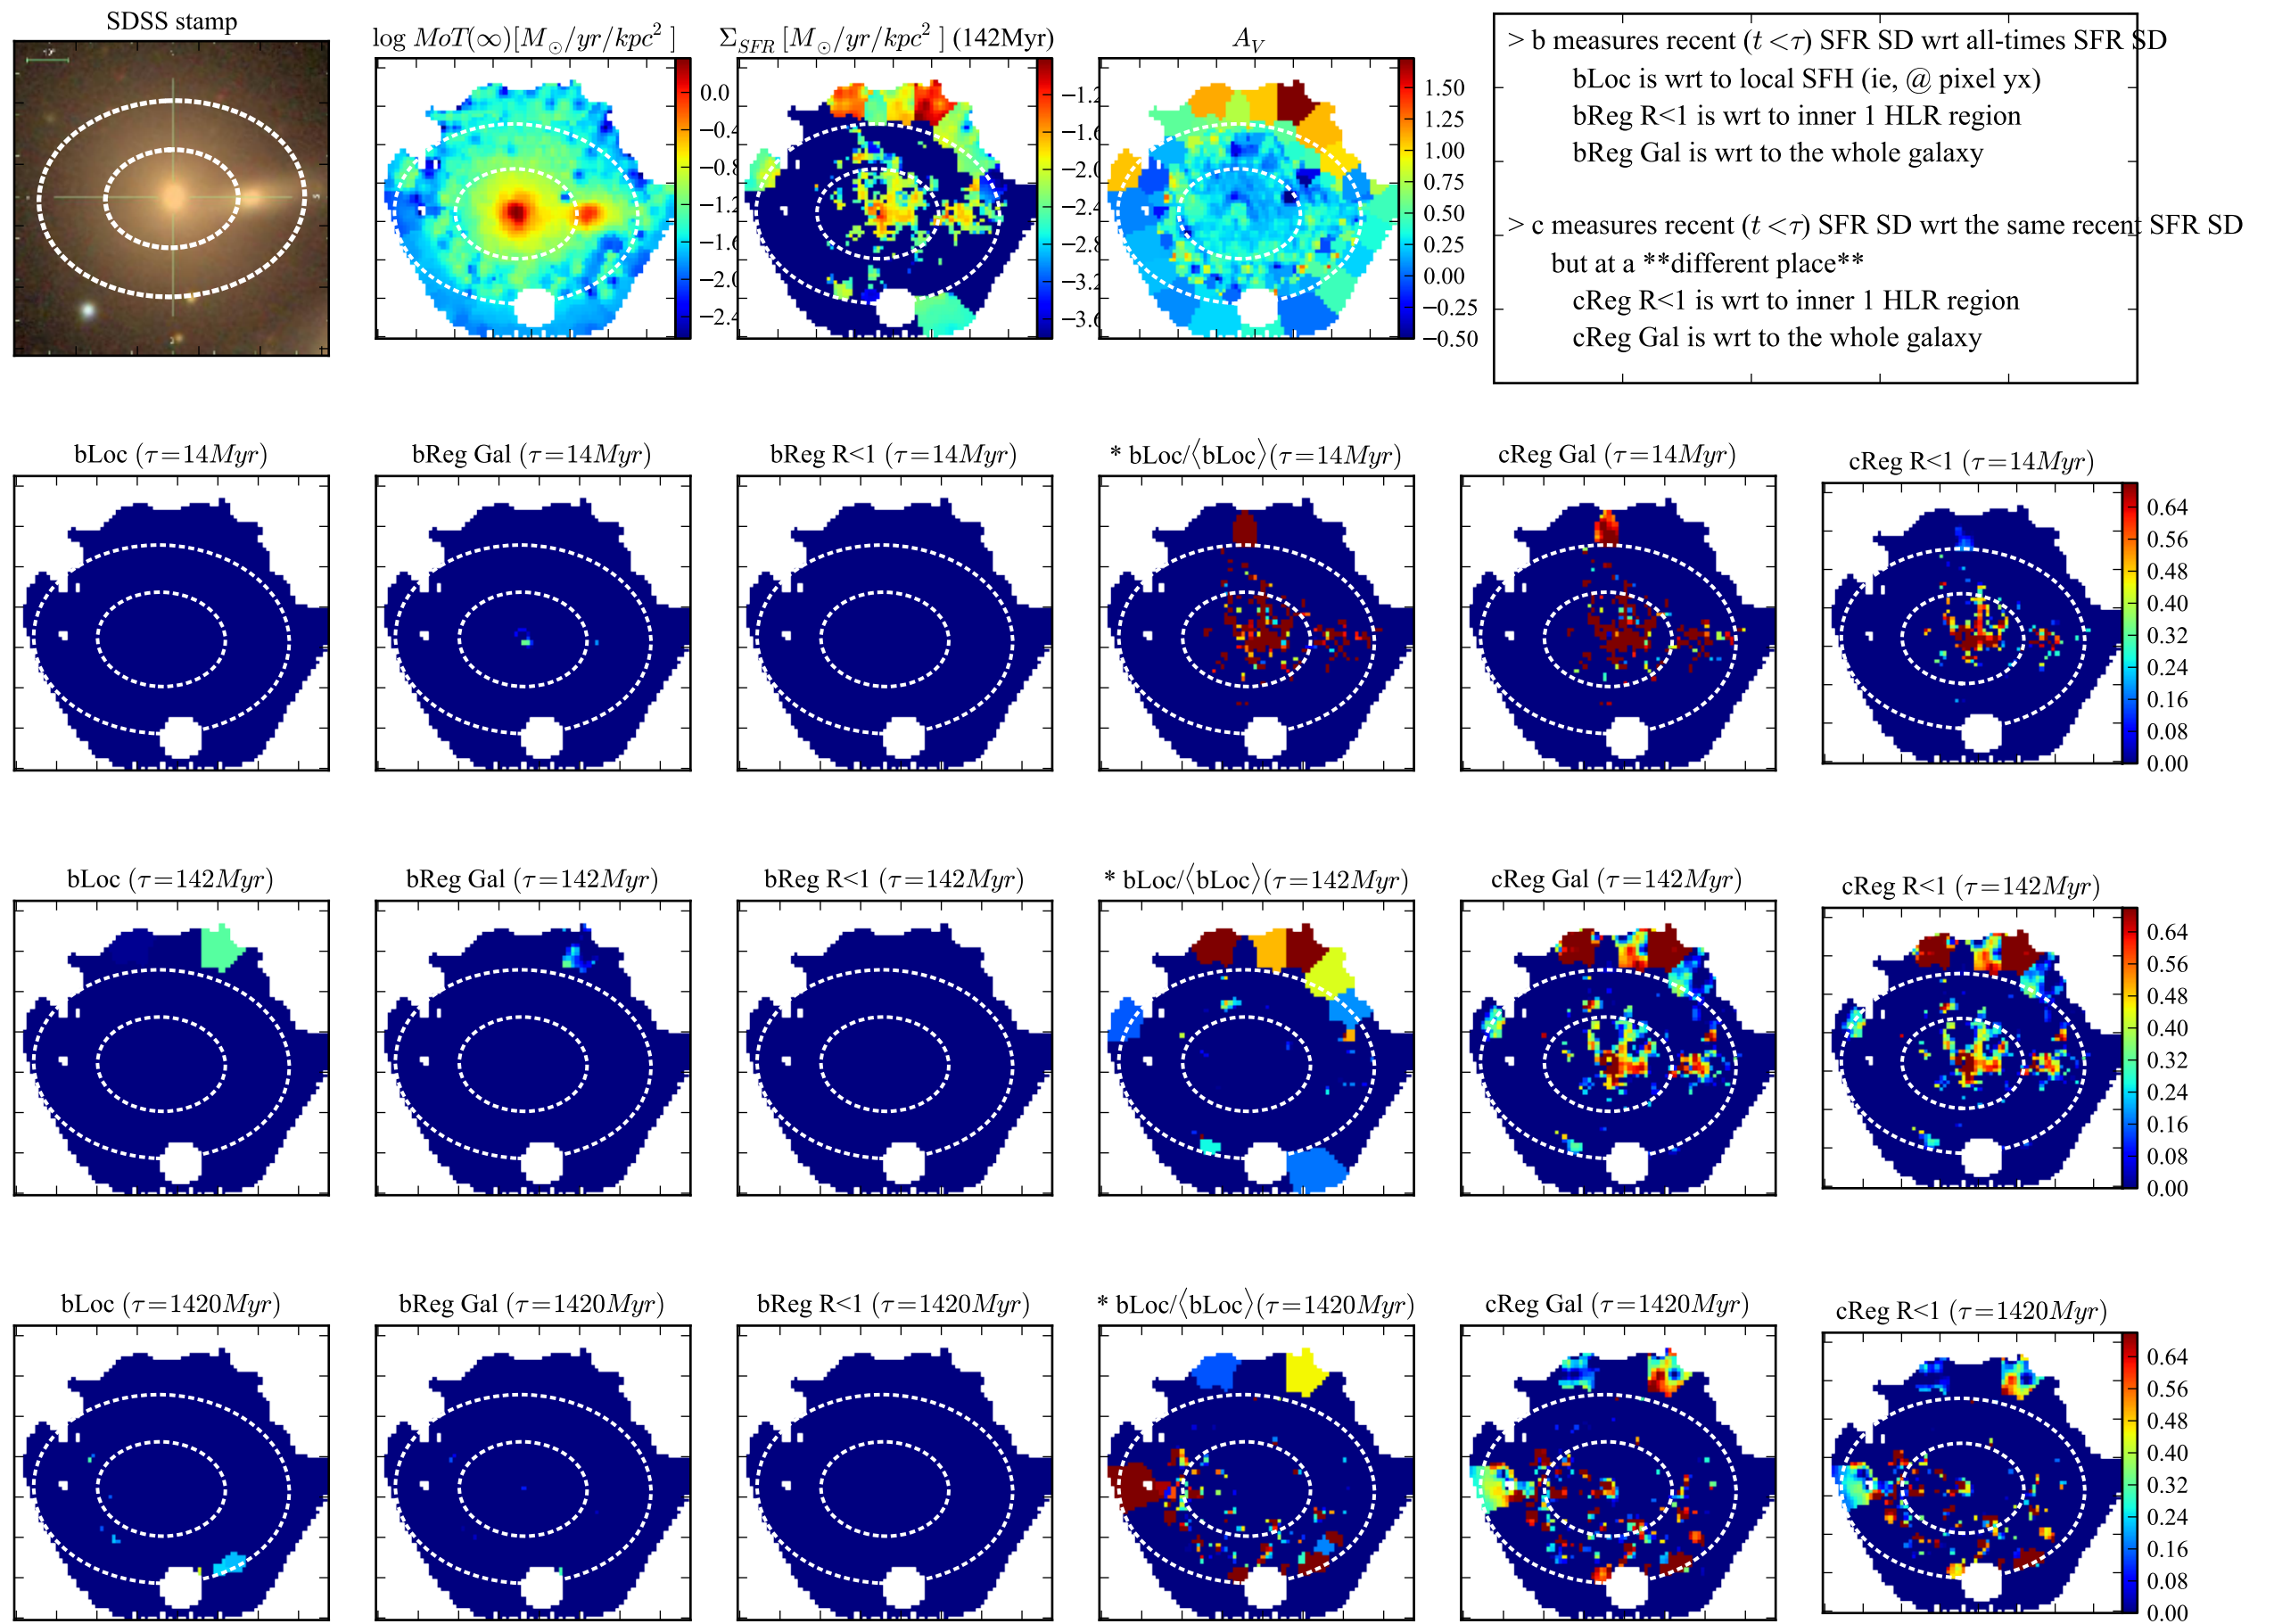 SDSS stamp
log MoT(∞)[M⊙/yr/kpc² ]
Σ_SFR [M⊙/yr/kpc² ] (142Myr)
A_V
0.0
−0.4
−0.8
−1.2
−1.6
−2.0
−2.4
−1.2
−1.6
−2.0
−2.4
−2.8
−3.2
−3.6
1.50
1.25
1.00
0.75
0.50
0.25
0.00
−0.25
−0.50
> b measures recent (t <τ) SFR SD wrt all-times SFR SD
bLoc is wrt to local SFH (ie, @ pixel yx)
bReg R<1 is wrt to inner 1 HLR region
bReg Gal is wrt to the whole galaxy
> c measures recent (t <τ) SFR SD wrt the same recent SFR SD
but at a **different place**
cReg R<1 is wrt to inner 1 HLR region
cReg Gal is wrt to the whole galaxy
bLoc (τ=14Myr)
bReg Gal (τ=14Myr)
bReg R<1 (τ=14Myr)
* bLoc/⟨bLoc⟩(τ=14Myr)
cReg Gal (τ=14Myr)
cReg R<1 (τ=14Myr)
0.64
0.56
0.48
0.40
0.32
0.24
0.16
0.08
0.00
bLoc (τ=142Myr)
bReg Gal (τ=142Myr)
bReg R<1 (τ=142Myr)
* bLoc/⟨bLoc⟩(τ=142Myr)
cReg Gal (τ=142Myr)
cReg R<1 (τ=142Myr)
0.64
0.56
0.48
0.40
0.32
0.24
0.16
0.08
0.00
bLoc (τ=1420Myr)
bReg Gal (τ=1420Myr)
bReg R<1 (τ=1420Myr)
* bLoc/⟨bLoc⟩(τ=1420Myr)
cReg Gal (τ=1420Myr)
cReg R<1 (τ=1420Myr)
0.64
0.56
0.48
0.40
0.32
0.24
0.16
0.08
0.00